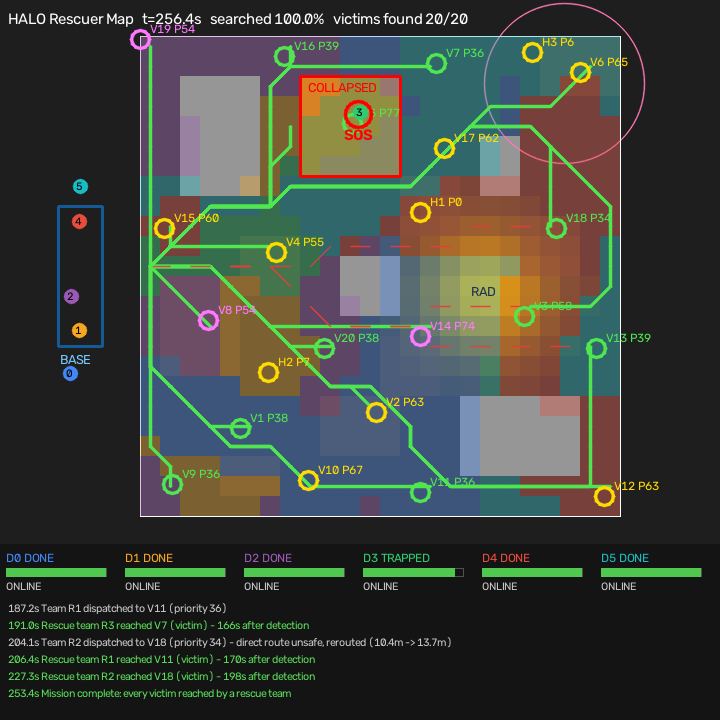 HALO Rescuer Map t=256.4s searched 100.0% victims found 20/20
V19 P54
V16 P39
V7 P36
H3 P6
V6 P65
COLLAPSED
3
P77
SOS
V17 P62
5
4
2
1
BASE
0
V15 P60
H1 P0
V18 P34
V4 P55
RAD
V8 P54
V3 P58
V14 P74
V20 P38
V13 P39
H2 P7
V2 P63
V1 P38
V10 P67
V9 P36
V11 P36
V12 P63
D0 DONE
ONLINE
D1 DONE
ONLINE
D2 DONE
ONLINE
D3 TRAPPED
ONLINE
D4 DONE
ONLINE
D5 DONE
ONLINE
187.2s Team R1 dispatched to V11 (priority 36)
191.0s Rescue team R3 reached V7 (victim) - 166s after detection
204.1s Team R2 dispatched to V18 (priority 34) - direct route unsafe, rerouted (10.4m -> 13.7m)
206.4s Rescue team R1 reached V11 (victim) - 170s after detection
227.3s Rescue team R2 reached V18 (victim) - 198s after detection
253.4s Mission complete: every victim reached by a rescue team